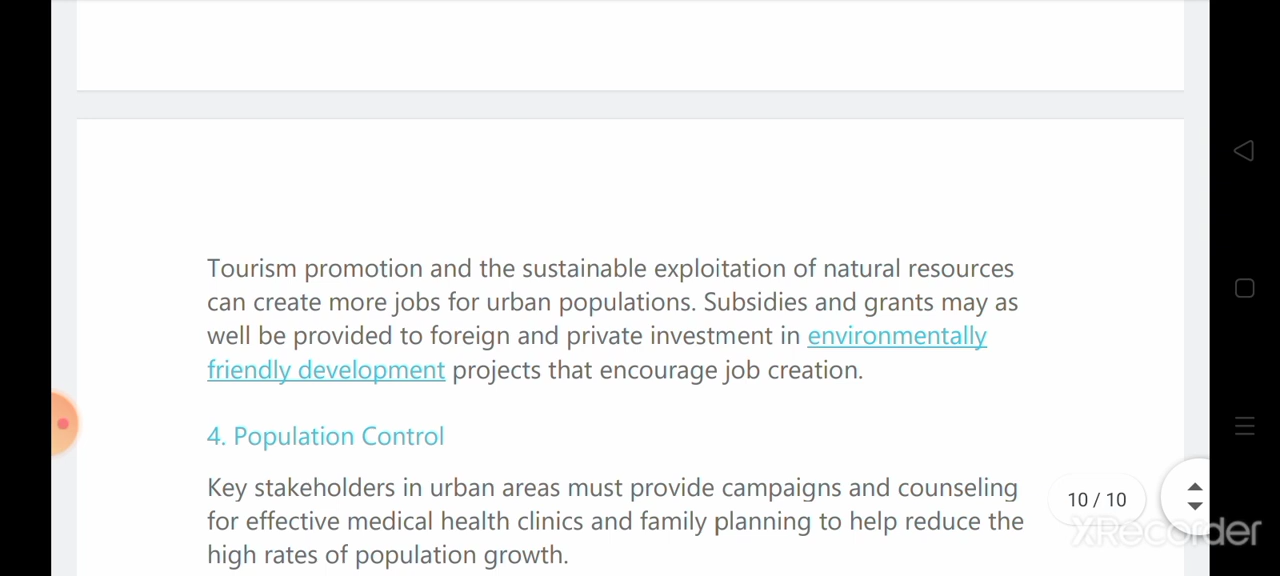 Tourism promotion and the sustainable exploitation of natural resources
can create more jobs for urban populations. Subsidies and grants may as
well be provided to foreign and private investment in environmentally
friendly development projects that encourage job creation.
4. Population Control
Key stakeholders in urban areas must provide campaigns and counseling
for effective medical health clinics and family planning to help reduce the
high rates of population growth.
10 / 10
XRecorder